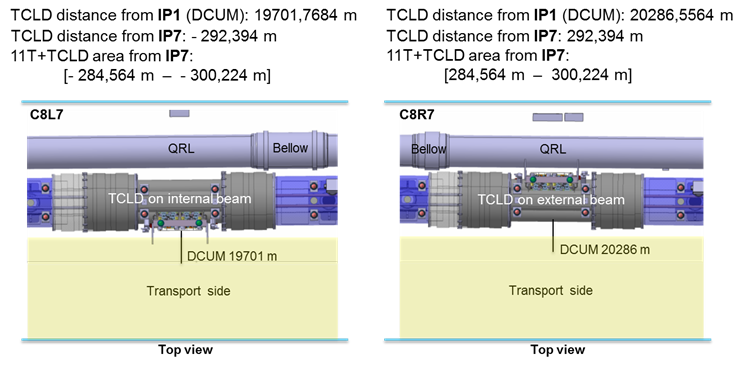 TCLD distance from IP1 (DCUM): 19701,7684 m
TCLD distance from IP7: - 292,394 m
11T+TCLD area from IP7:
[- 284,564 m – - 300,224 m]
C8L7
QRL
Bellow
TCLD on internal beam
DCUM 19701 m
Transport side
Top view
TCLD distance from IP1 (DCUM): 20286,5564 m
TCLD distance from IP7: 292,394 m
11T+TCLD area from IP7:
[284,564 m – 300,224 m]
C8R7
Bellow
QRL
TCLD on external beam
DCUM 20286 m
Transport side
Top view